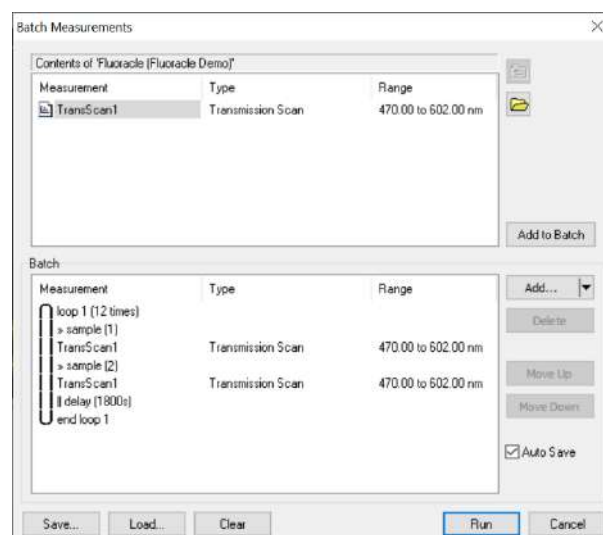 Batch Measurements
Contents of 'Fluoracle (Fluoracle Demo)'
Measurement Type Range
TransScan1 Transmission Scan 470.00 to 602.00 nm
Add to Batch
Batch
Measurement Type Range
loop 1 (12 times)
» sample (1)
TransScan1 Transmission Scan 470.00 to 602.00 nm
» sample (2)
TransScan1 Transmission Scan 470.00 to 602.00 nm
|| delay (1800s)
end loop 1
Add...
Delete
Move Up
Move Down
Auto Save
Save... Load... Clear Run Cancel